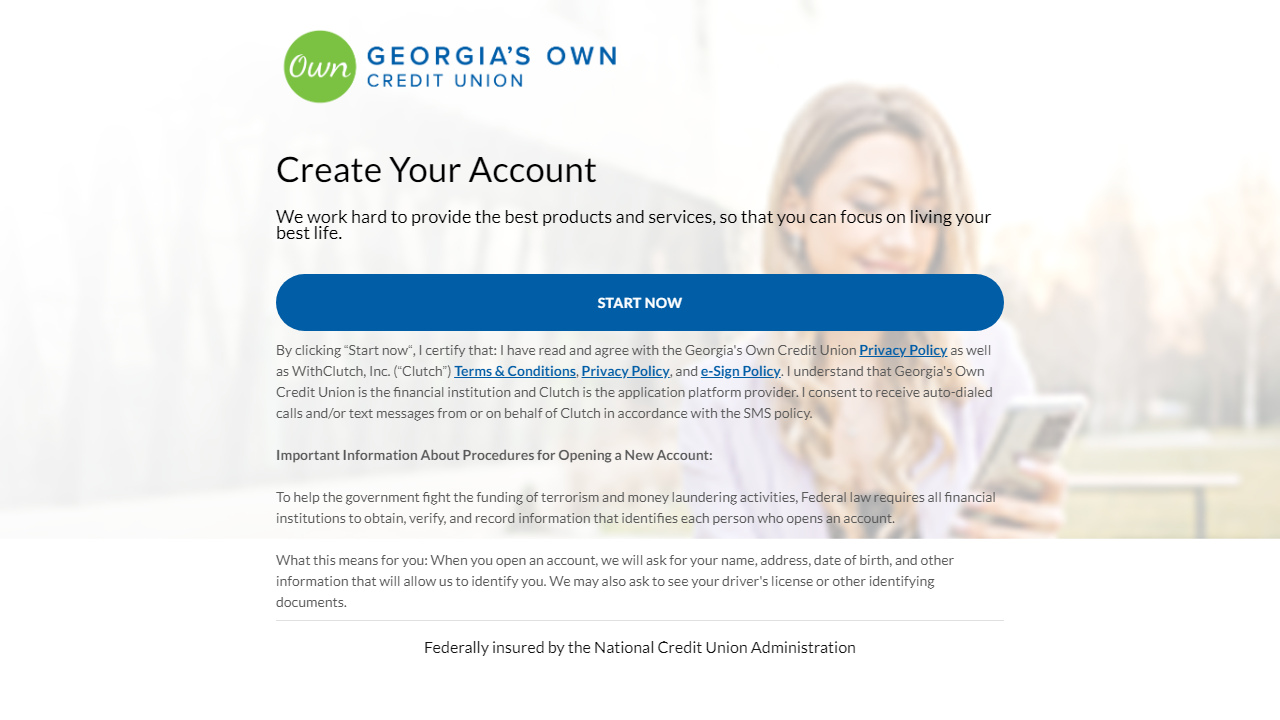 Own
GEORGIA'S OWN
CREDIT UNION
Create Your Account
We work hard to provide the best products and services, so that you can focus on living your
best life.
START NOW
By clicking “Start now“, I certify that: I have read and agree with the Georgia's Own Credit Union Privacy Policy as well
as WithClutch, Inc. (“Clutch”) Terms & Conditions, Privacy Policy, and e-Sign Policy. I understand that Georgia's Own
Credit Union is the financial institution and Clutch is the application platform provider. I consent to receive auto-dialed
calls and/or text messages from or on behalf of Clutch in accordance with the SMS policy.
Important Information About Procedures for Opening a New Account:
To help the government fight the funding of terrorism and money laundering activities, Federal law requires all financial
institutions to obtain, verify, and record information that identifies each person who opens an account.
What this means for you: When you open an account, we will ask for your name, address, date of birth, and other
information that will allow us to identify you. We may also ask to see your driver's license or other identifying
documents.
Federally insured by the National Credit Union Administration